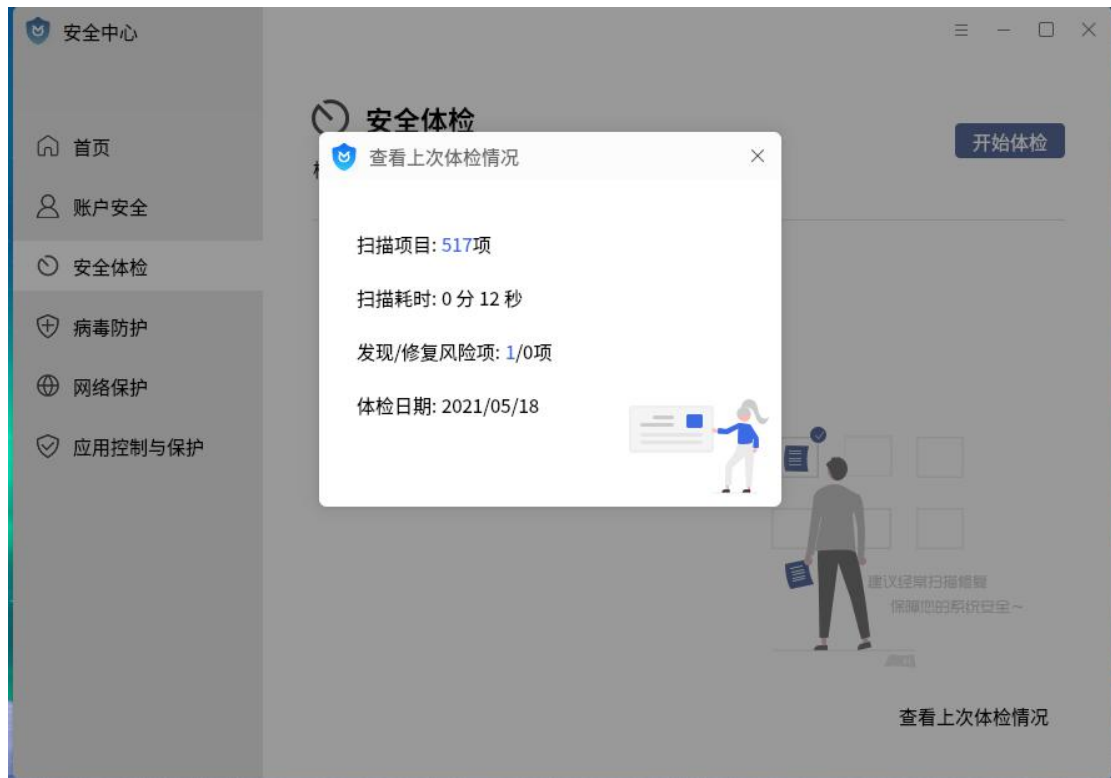 安全中心
首页
账户安全
安全体检
病毒防护
网络保护
应用控制与保护
安全体检
开始体检
查看上次体检情况
扫描项目: 517项
扫描耗时: 0 分 12 秒
发现/修复风险项: 1/0项
体检日期: 2021/05/18
建议经常扫描修复
保障您的系统安全~
查看上次体检情况